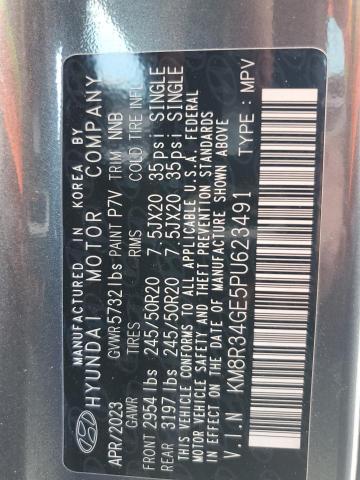 MANUFACTURED IN KOREA BY
HYUNDAI MOTOR COMPANY
APR/2023 GVWR 5732 lbs PAINT P7V TRIM NNB
GAWR TIRES RIMS COLD TIRE INFL
FRONT 2954 lbs 245/50R20 7.5JX20 35psi SINGLE
REAR 3197 lbs 245/50R20 7.5JX20 35psi SINGLE
THIS VEHICLE CONFORMS TO ALL APPLICABLE U.S.A. FEDERAL
MOTOR VEHICLE SAFETY AND THEFT PREVENTION STANDARDS
IN EFFECT ON THE DATE OF MANUFACTURE SHOWN ABOVE
V.I.N KM8R34GE5PU623491 TYPE: MPV